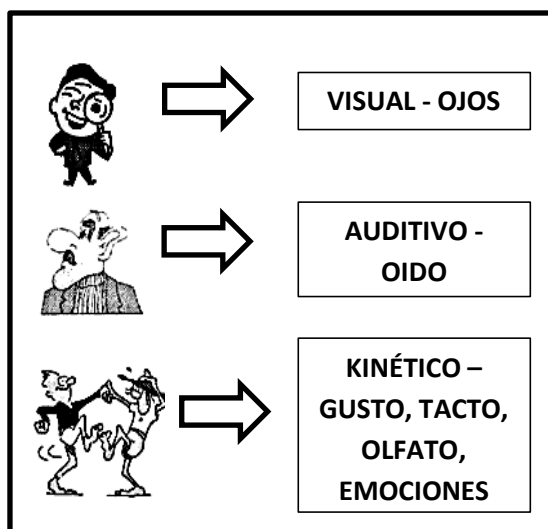 VISUAL - OJOS
AUDITIVO -
OIDO
KINÉTICO –
GUSTO, TACTO,
OLFATO,
EMOCIONES